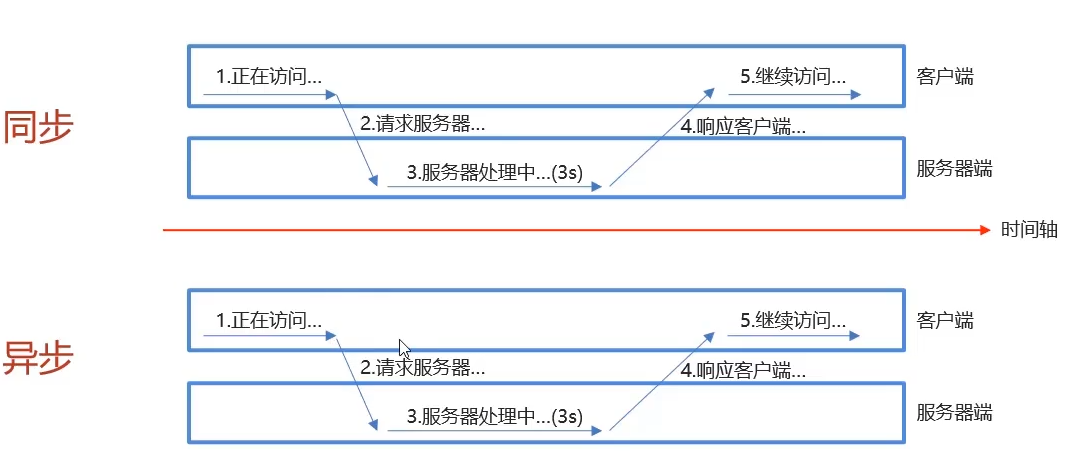 1.正在访问...
5.继续访问...
客户端
同步
2.请求服务器...
4.响应客户端...
3.服务器处理中...(3s)
服务器端
时间轴
1.正在访问...
5.继续访问...
客户端
异步
2.请求服务器...
4.响应客户端...
3.服务器处理中...(3s)
服务器端